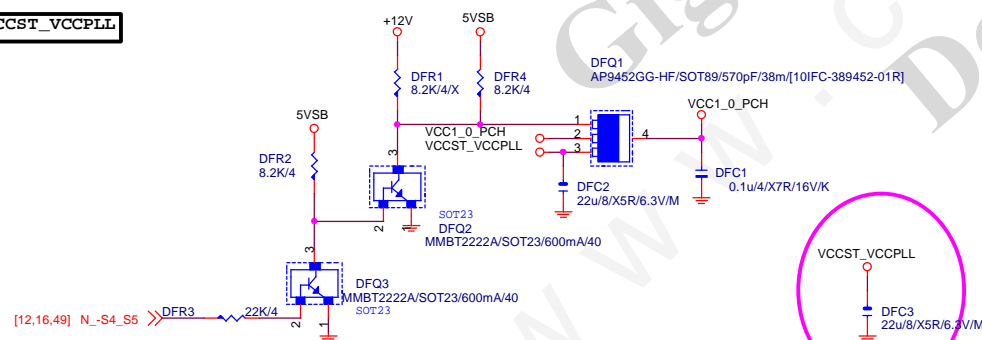 CCST_VCCPLL
+12V
5VSB
DFR1
8.2K/4/X
DFR4
8.2K/4
DFQ1
AP9452GG-HF/SOT89/570pF/38m/[10IFC-389452-01R]
VCC1_0_PCH
VCC1_0_PCH
VCCST_VCCPLL
1
2
3
4
5VSB
DFR2
8.2K/4
3
2
1
SOT23
DFQ2
MMBT2222A/SOT23/600mA/40
DFC2
22u/8/X5R/6.3V/M
DFC1
0.1u/4/X7R/16V/K
3
DFQ3
MMBT2222A/SOT23/600mA/40
SOT23
2
1
[12,16,49] N_-S4_S5
DFR3
22K/4
VCCST_VCCPLL
DFC3
22u/8/X5R/6.3V/M
Gig
D
w w w . c